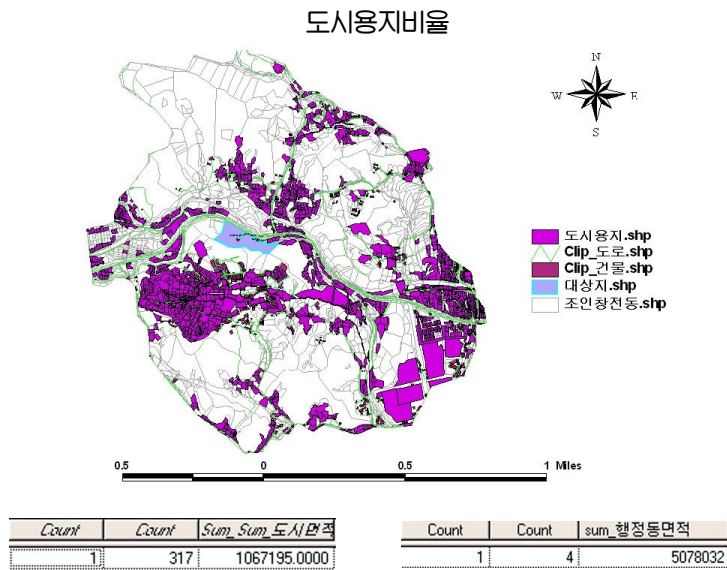 도시용지비율
N
W E
S
도시용지.shp
Clip_도로.shp
Clip_건물.shp
대상지.shp
조인창전동.shp
0.5 0 0.5 1 Miles
Count Count Sum_Sum_도시면적
1 317 1067195.0000
Count Count sum_행정동면적
1 4 5078032